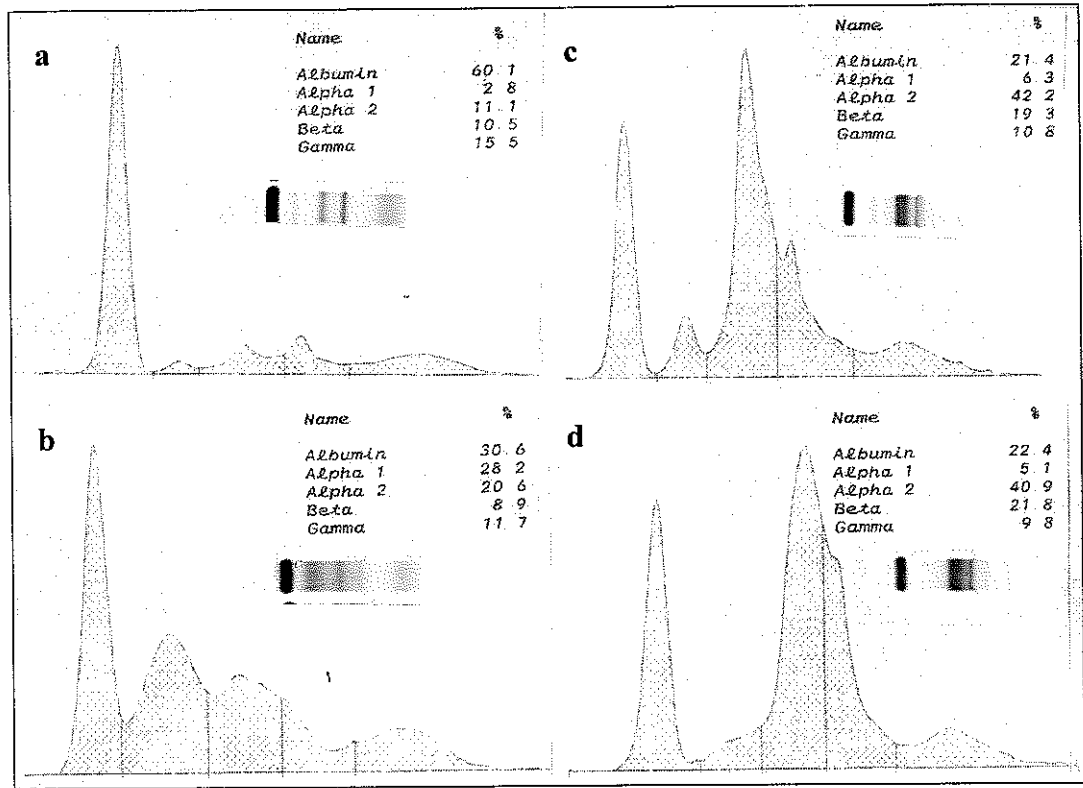 a
Name %
Albumin 60.1
Alpha 1 2 8
Alpha 2 11.1
Beta 10.5
Gamma 15 5
c
Name %
Albumin 21.4
Alpha 1 6.3
Alpha 2 42 2
Beta 19 3
Gamma 10 8
b
Name %
Albumin 30.6
Alpha 1 28 2
Alpha 2 20 6
Beta 8 9
Gamma 11.7
d
Name %
Albumin 22.4
Alpha 1 5.1
Alpha 2 40.9
Beta 21.8
Gamma 9 8